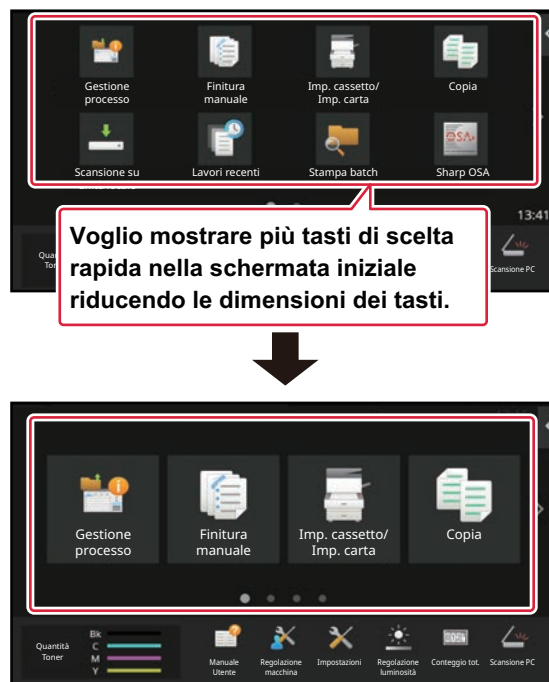 Gestione
processo
Finitura
manuale
Imp. cassetto/
Imp. carta
Copia
Scansione su
Lavori recenti
Stampa batch
Sharp OSA
OSA
13:41
Voglio mostrare più tasti di scelta
rapida nella schermata iniziale
riducendo le dimensioni dei tasti.
Scansione PC
Gestione
processo
Finitura
manuale
Imp. cassetto/
Imp. carta
Copia
Quantità
Toner
Bk
C
M
Y
Manuale
Utente
Regolazione
macchina
Impostazioni
Regolazione
luminosità
Conteggio tot.
Scansione PC